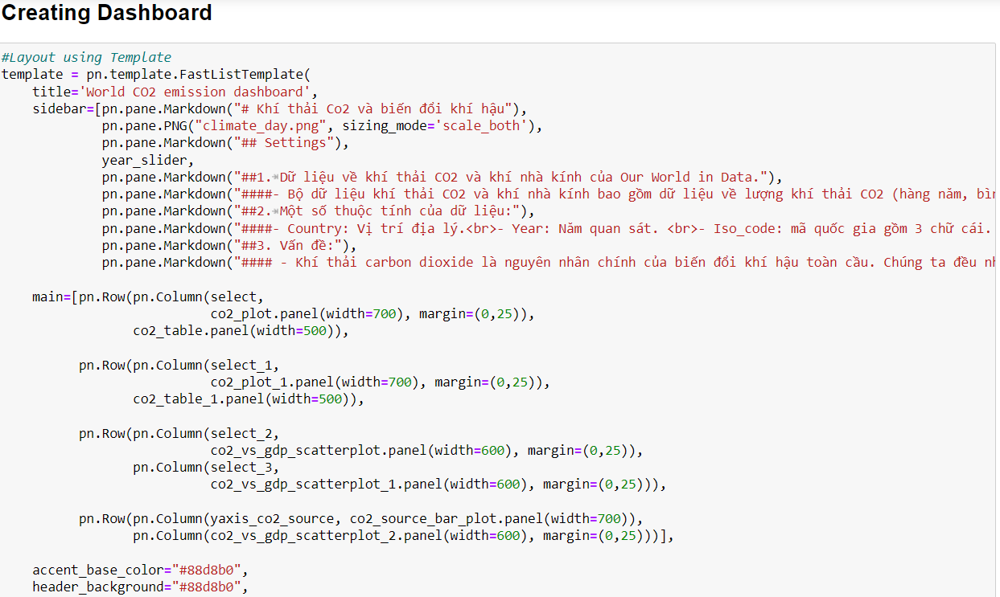 Creating Dashboard
#Layout using Template
template = pn.template.FastListTemplate(
    title='World CO2 emission dashboard',
    sidebar=[pn.pane.Markdown("# Khí thải Co2 và biến đổi khí hậu"),
             pn.pane.PNG("climate_day.png", sizing_mode='scale_both'),
             pn.pane.Markdown("## Settings"),
             year_slider,
             pn.pane.Markdown("##1. Dữ liệu về khí thải CO2 và khí nhà kính của Our World in Data."),
             pn.pane.Markdown("####- Bộ dữ liệu khí thải CO2 và khí nhà kính bao gồm dữ liệu về lượng khí thải CO2 (hàng năm,
             pn.pane.Markdown("##2. Một số thuộc tính của dữ liệu:"),
             pn.pane.Markdown("####- Country: Vị trí địa lý.<br>- Year: Năm quan sát. <br>- Iso_code: mã quốc gia gồm 3 chữ cái.
             pn.pane.Markdown("##3. Vấn đề:"),
             pn.pane.Markdown("#### - Khí thải carbon dioxide là nguyên nhân chính của biến đổi khí hậu toàn cầu. Chúng ta đều
    main=[pn.Row(pn.Column(select,
                           co2_plot.panel(width=700), margin=(0,25)),
                 co2_table.panel(width=500)),
          pn.Row(pn.Column(select_1,
                           co2_plot_1.panel(width=700), margin=(0,25)),
                 co2_table_1.panel(width=500)),
          pn.Row(pn.Column(select_2,
                           co2_vs_gdp_scatterplot.panel(width=600), margin=(0,25)),
                 pn.Column(select_3,
                           co2_vs_gdp_scatterplot_1.panel(width=600), margin=(0,25))),
          pn.Row(pn.Column(yaxis_co2_source, co2_source_bar_plot.panel(width=700)),
                 pn.Column(co2_vs_gdp_scatterplot_2.panel(width=600), margin=(0,25)))],
    accent_base_color="#88d8b0",
    header_background="#88d8b0",